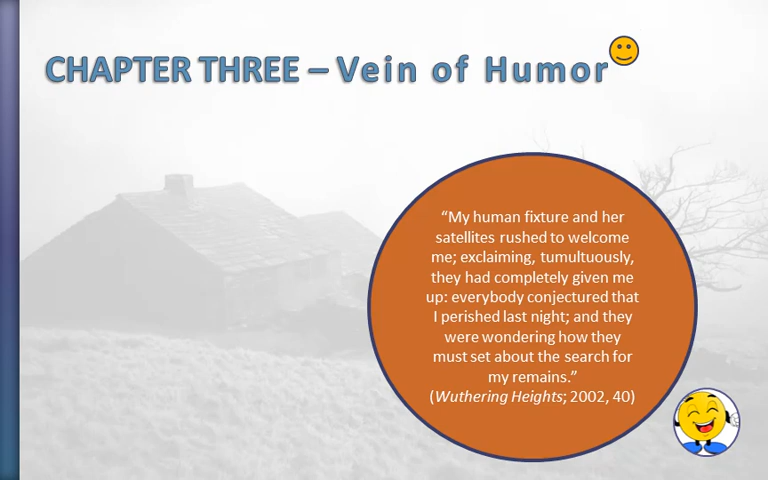 CHAPTER THREE – Vein of Humor
“My human fixture and her
satellites rushed to welcome
me; exclaiming, tumultuously,
they had completely given me
up: everybody conjectured that
I perished last night; and they
were wondering how they
must set about the search for
my remains.”
(Wuthering Heights; 2002, 40)